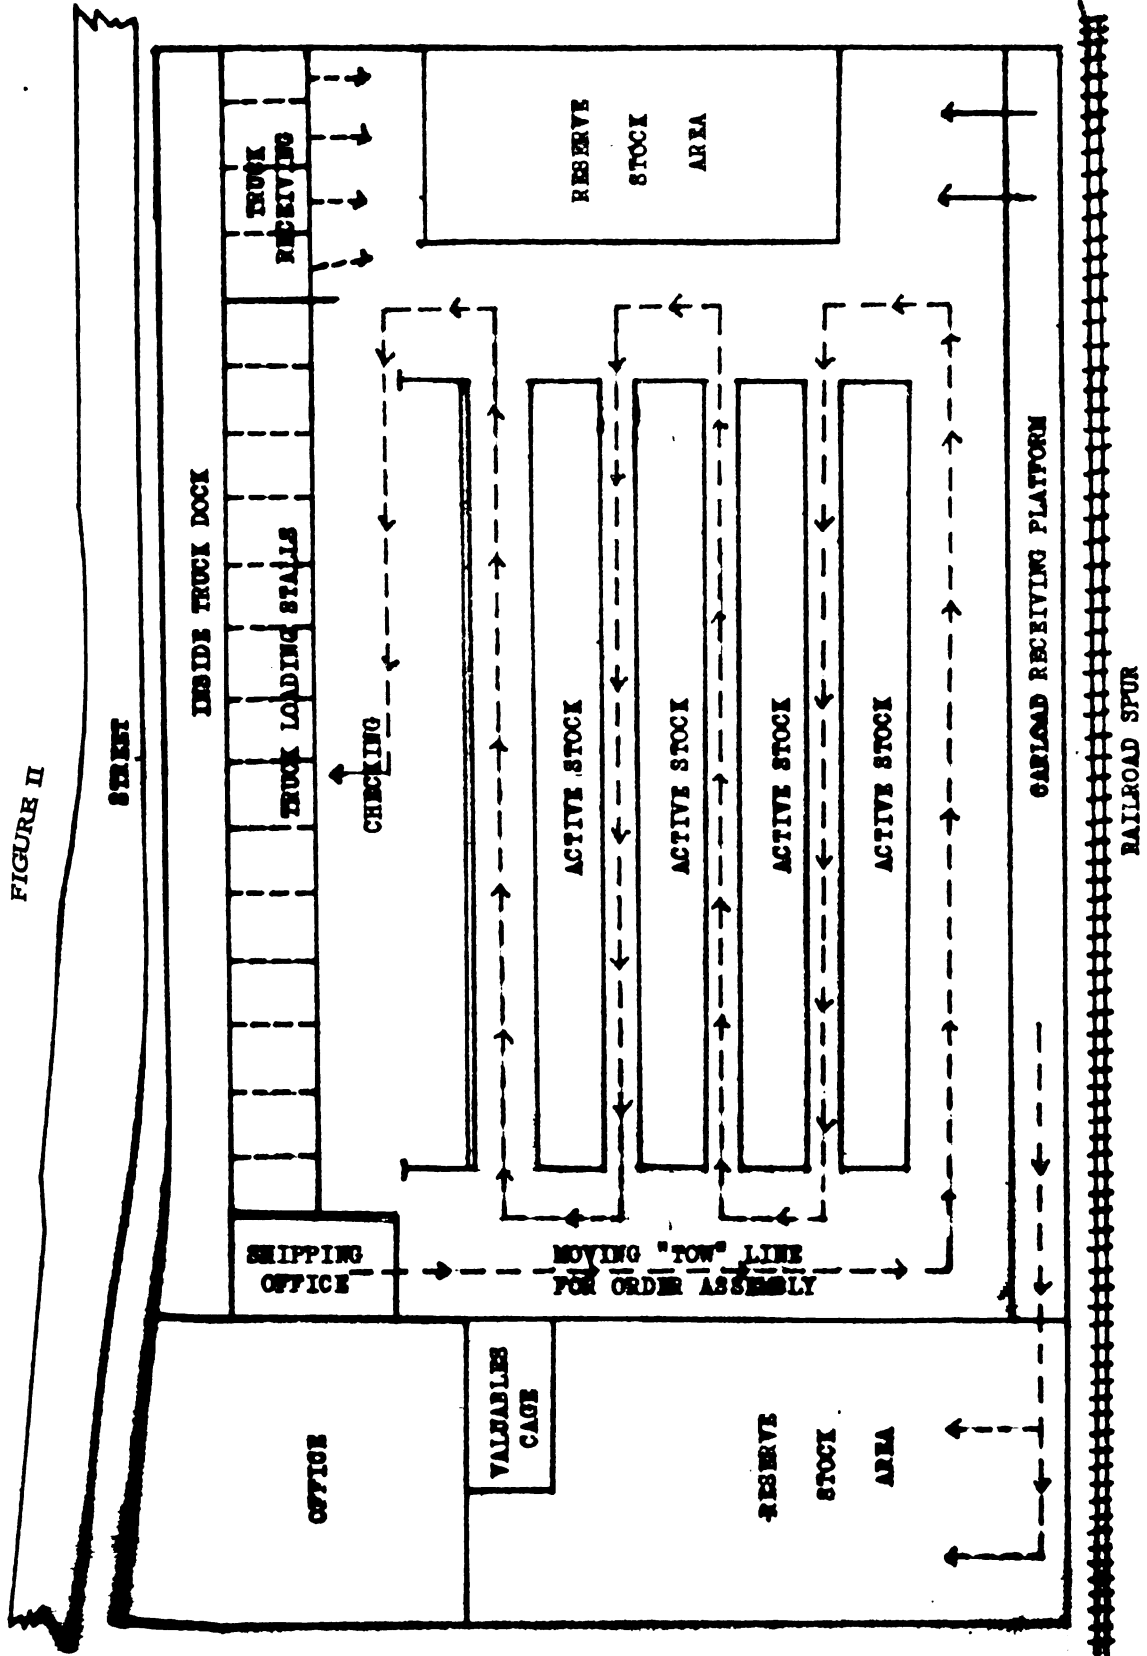 FIGURE II
STREET
INSIDE TRUCK DOCK
TRUCK
RECEIVING
TRUCK LOADING STALLS
SHIPPING
OFFICE
CHECKING
RESERVE
STOCK
AREA
ACTIVE STOCK
ACTIVE STOCK
ACTIVE STOCK
ACTIVE STOCK
MOVING "TOW" LINE
FOR ORDER ASSEMBLY
OFFICE
VALUABLES
CAGE
RESERVE
STOCK
AREA
CARLOAD RECEIVING PLATFORM
RAILROAD SPUR